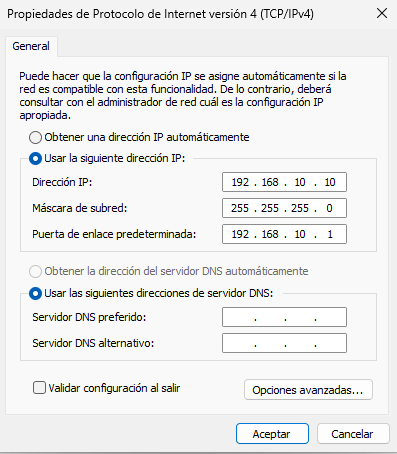 Propiedades de Protocolo de Internet versión 4 (TCP/IPv4)
General
Puede hacer que la configuración IP se asigne automáticamente si la
red es compatible con esta funcionalidad. De lo contrario, deberá
consultar con el administrador de red cuál es la configuración IP
apropiada.
Obtener una dirección IP automáticamente
Usar la siguiente dirección IP:
Dirección IP: 192 . 168 . 10 . 10
Máscara de subred: 255 . 255 . 255 . 0
Puerta de enlace predeterminada: 192 . 168 . 10 . 1
Obtener la dirección del servidor DNS automáticamente
Usar las siguientes direcciones de servidor DNS:
Servidor DNS preferido: . . .
Servidor DNS alternativo: . . .
Validar configuración al salir
Opciones avanzadas...
Aceptar
Cancelar